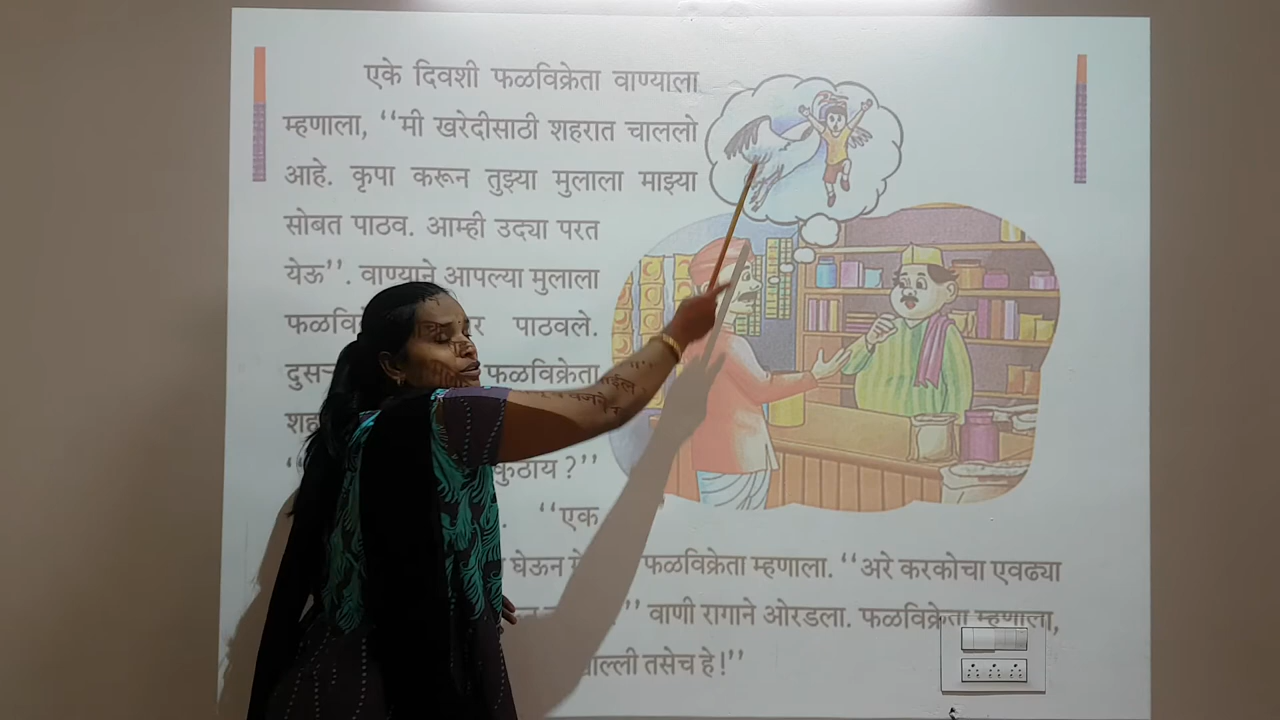 एके दिवशी फळविक्रेता वाण्याला
म्हणाला, ‘‘मी खरेदीसाठी शहरात चाललो
आहे. कृपा करून तुझ्या मुलाला माझ्या
सोबत पाठव. आम्ही उद्या परत
येऊ’’. वाण्याने आपल्या मुलाला
पाठवले.
फळविक्रेता
कुठाय ?’’
‘‘एक
घेऊन फळविक्रेता म्हणाला. ‘‘अरे करकोचा एवढ्या
’’ वाणी रागाने ओरडला. फळविक्रेता म्हणाला,
तसेच हे !’’